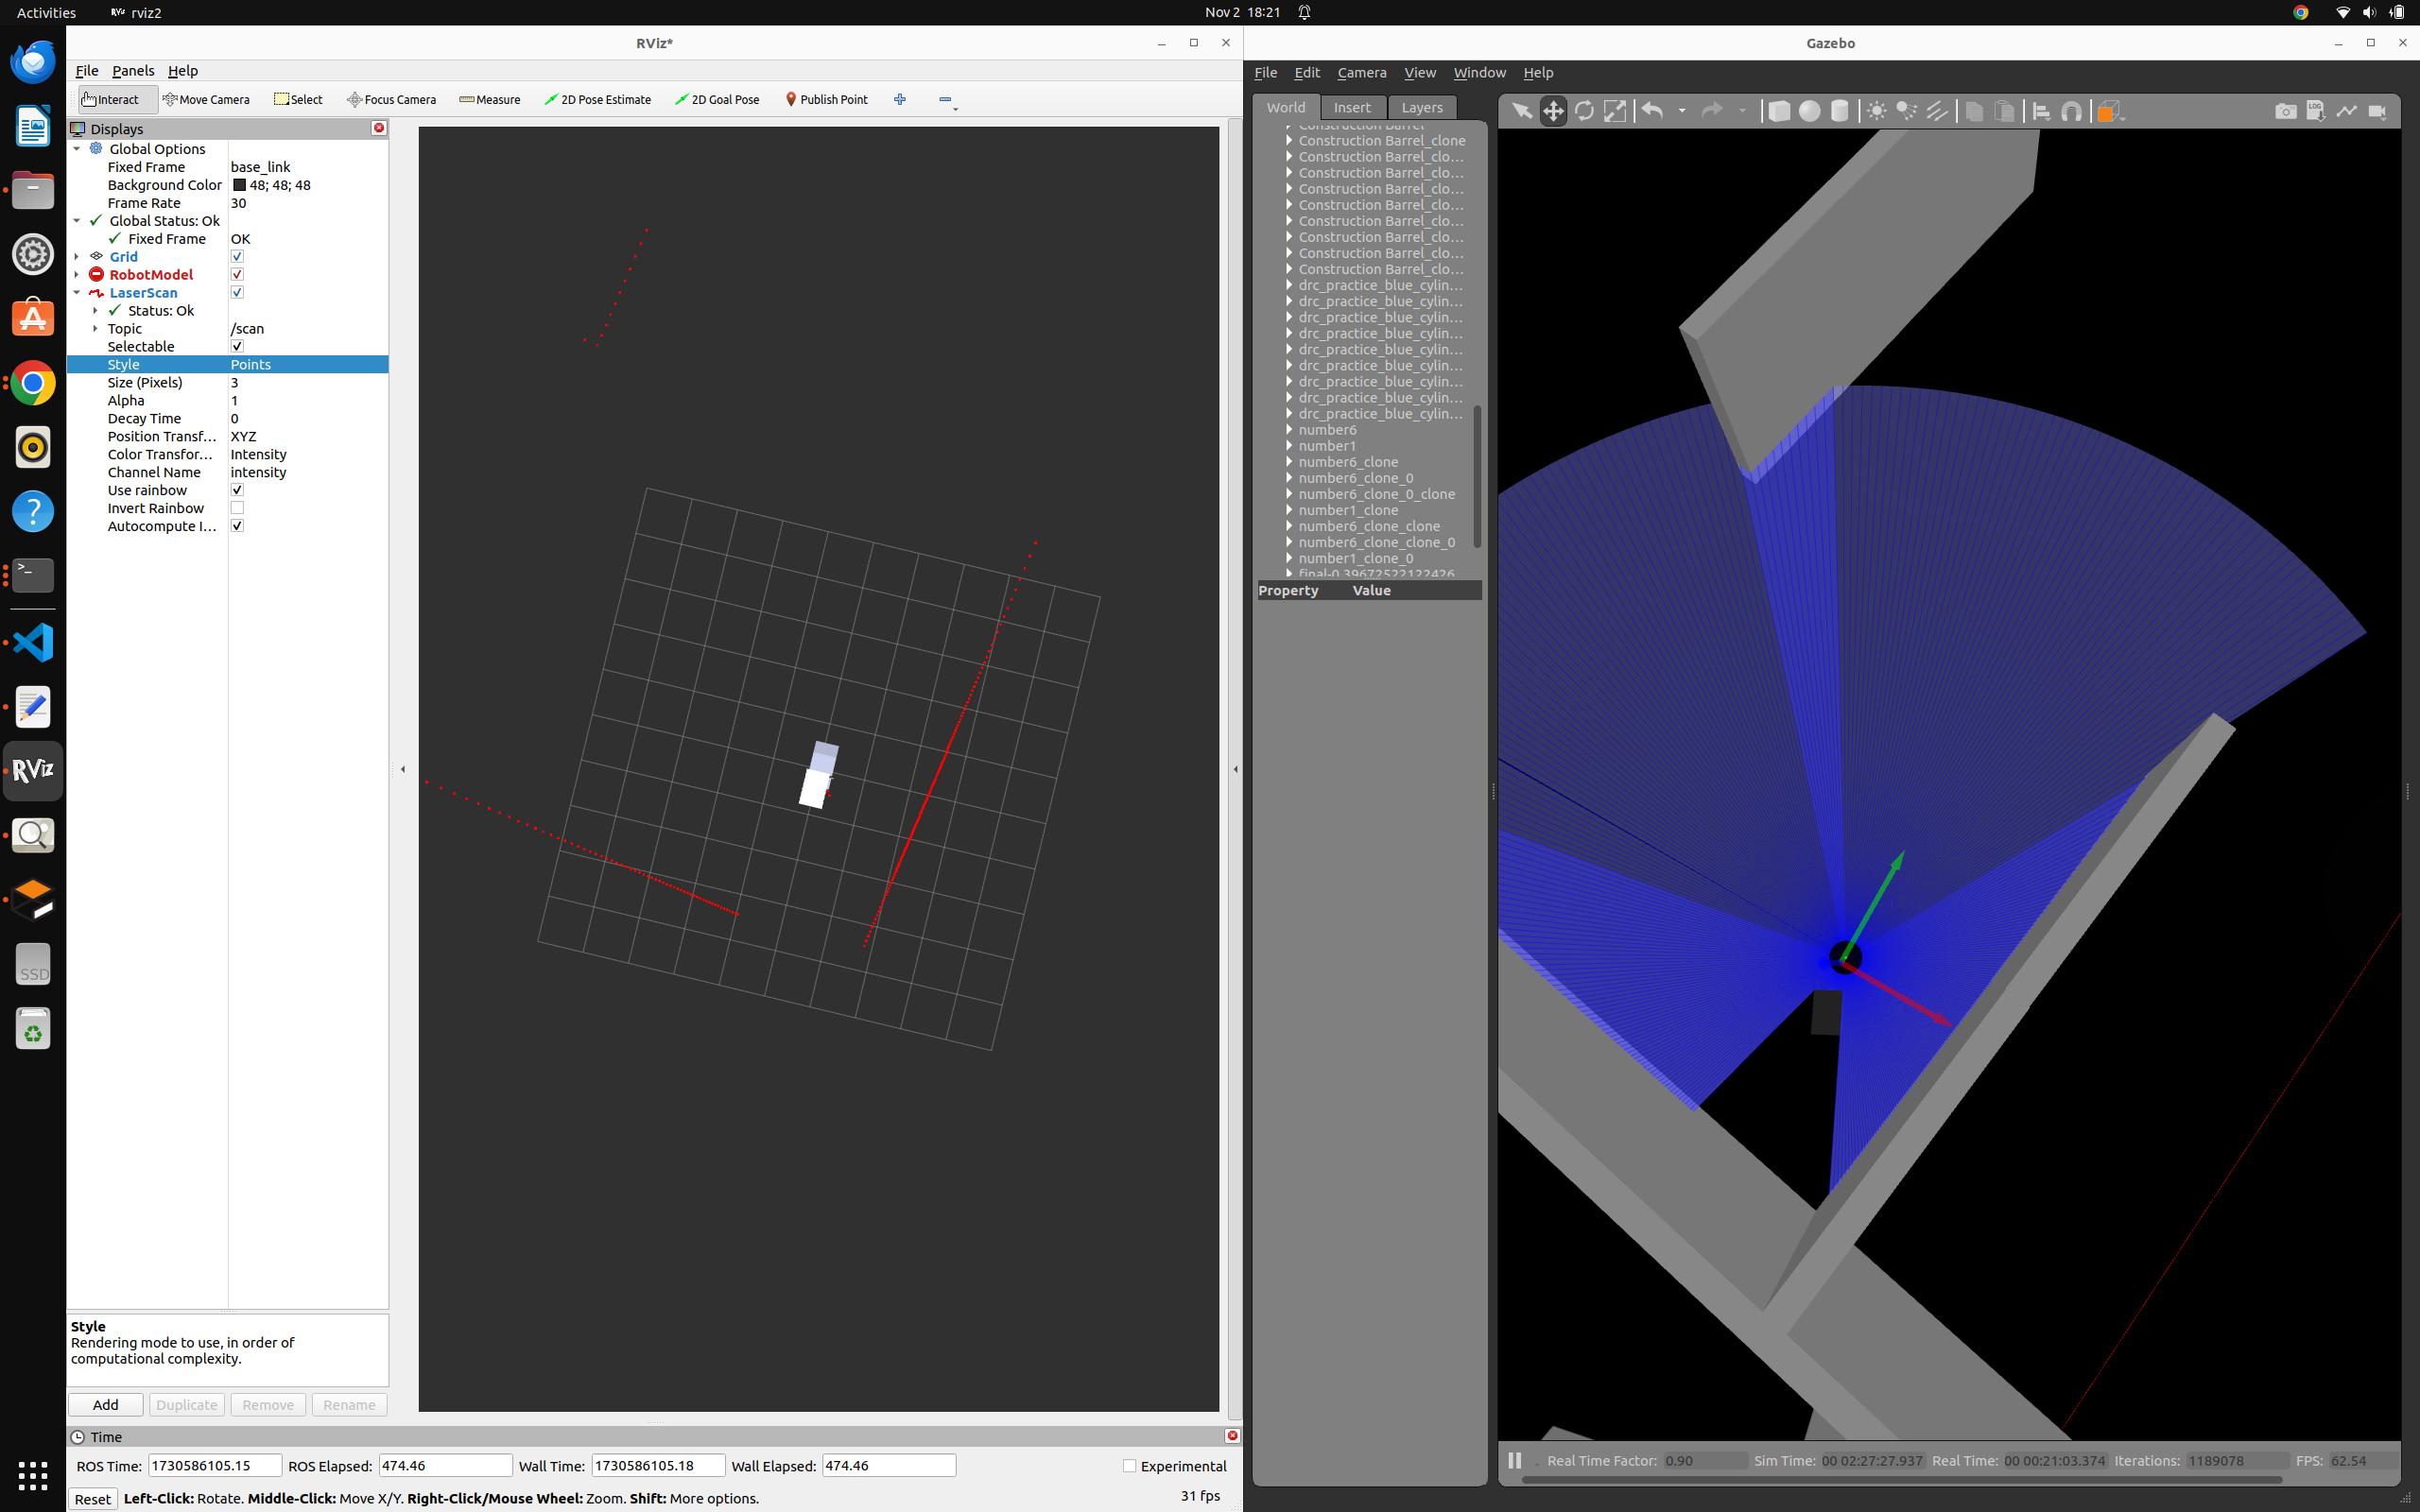 Activities rviz2 Nov 2 18:21
RViz*
File Panels Help
Interact Move Camera Select Focus Camera Measure 2D Pose Estimate 2D Goal Pose Publish Point
Displays
Global Options
Fixed Frame base_link
Background Color 48; 48; 48
Frame Rate 30
Global Status: Ok
Fixed Frame OK
Grid
RobotModel
LaserScan
Status: Ok
Topic /scan
Selectable
Style Points
Size (Pixels) 3
Alpha 1
Decay Time 0
Position Transf... XYZ
Color Transfor... Intensity
Channel Name intensity
Use rainbow
Invert Rainbow
Autocompute I...
Style
Rendering mode to use, in order of
computational complexity.
Add Duplicate Remove Rename
Time
ROS Time: 1730586105.15 ROS Elapsed: 474.46 Wall Time: 1730586105.18 Wall Elapsed: 474.46 Experimental
Reset Left-Click: Rotate. Middle-Click: Move X/Y. Right-Click/Mouse Wheel: Zoom. Shift: More options. 31 fps
RViz
SSD
Gazebo
File Edit Camera View Window Help
World Insert Layers
Construction Barrel
Construction Barrel_clone
Construction Barrel_clo...
Construction Barrel_clo...
Construction Barrel_clo...
Construction Barrel_clo...
Construction Barrel_clo...
Construction Barrel_clo...
Construction Barrel_clo...
Construction Barrel_clo...
drc_practice_blue_cylin...
drc_practice_blue_cylin...
drc_practice_blue_cylin...
drc_practice_blue_cylin...
drc_practice_blue_cylin...
drc_practice_blue_cylin...
drc_practice_blue_cylin...
drc_practice_blue_cylin...
drc_practice_blue_cylin...
number6
number1
number6_clone
number6_clone_0
number6_clone_0_clone
number1_clone
number6_clone_clone
number6_clone_clone_0
number1_clone_0
final-0.39672522122426
Property Value
LOG
Real Time Factor: 0.90 Sim Time: 00 02:27:27.937 Real Time: 00 00:21:03.374 Iterations: 1189078 FPS: 62.54